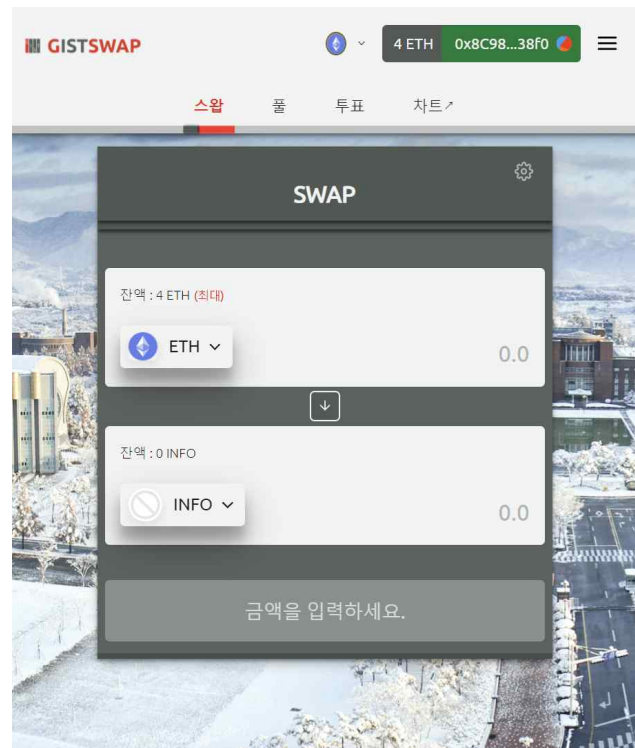 GISTSWAP
4 ETH 0x8C98...38f0
스왑 풀 투표 차트↗
SWAP
잔액 : 4 ETH (최대)
ETH
0.0
잔액 : 0 INFO
INFO
0.0
금액을 입력하세요.